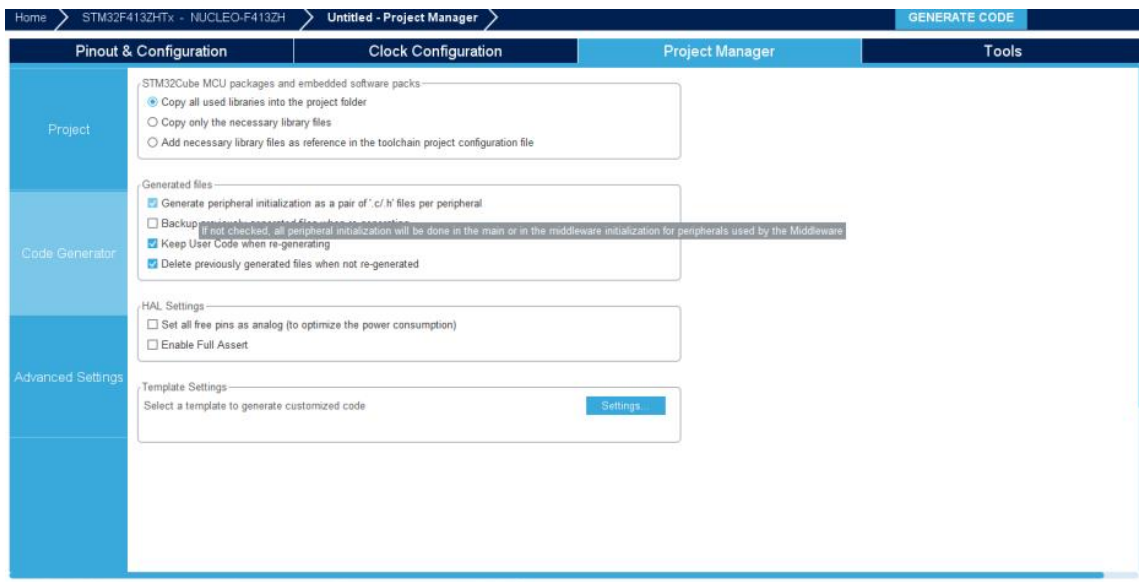 Home STM32F413ZHTx - NUCLEO-F413ZH Untitled - Project Manager GENERATE CODE
Pinout & Configuration Clock Configuration Project Manager Tools
Project
Code Generator
Advanced Settings
STM32Cube MCU packages and embedded software packs
Copy all used libraries into the project folder
Copy only the necessary library files
Add necessary library files as reference in the toolchain project configuration file
Generated files
Generate peripheral initialization as a pair of '.c/.h' files per peripheral
Backup previously generated files when re-generating
If not checked, all peripheral initialization will be done in the main or in the middleware initialization for peripherals used by the Middleware
Keep User Code when re-generating
Delete previously generated files when not re-generated
HAL Settings
Set all free pins as analog (to optimize the power consumption)
Enable Full Assert
Template Settings
Select a template to generate customized code Settings...